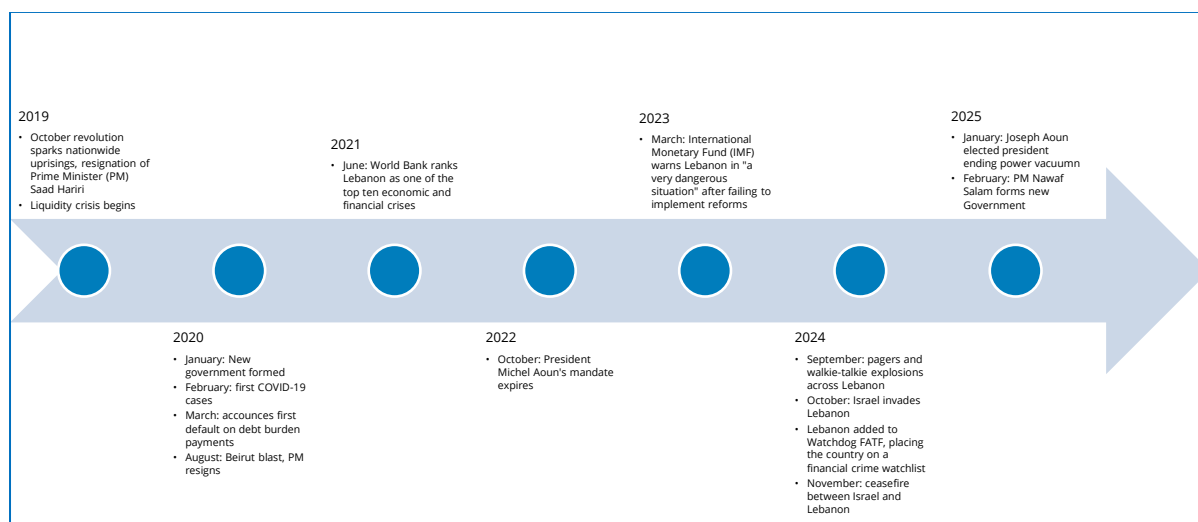 2019
• October revolution
sparks nationwide
uprisings, resignation of
Prime Minister (PM)
Saad Hariri
• Liquidity crisis begins
2020
• January: New
government formed
• February: first COVID-19
cases
• March: accounces first
default on debt burden
payments
• August: Beirut blast, PM
resigns
2021
• June: World Bank ranks
Lebanon as one of the
top ten economic and
financial crises
2022
• October: President
Michel Aoun's mandate
expires
2023
• March: International
Monetary Fund (IMF)
warns Lebanon in "a
very dangerous
situation" after failing to
implement reforms
2024
• September: pagers and
walkie-talkie explosions
across Lebanon
• October: Israel invades
Lebanon
• Lebanon added to
Watchdog FATF, placing
the country on a
financial crime watchlist
• November: ceasefire
between Israel and
Lebanon
2025
• January: Joseph Aoun
elected president
ending power vacuumn
• February: PM Nawaf
Salam forms new
Government